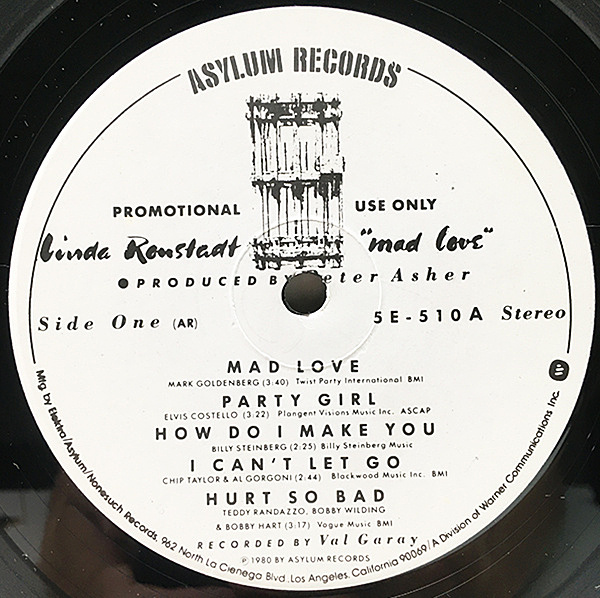 ASYLUM RECORDS
PROMOTIONAL USE ONLY
Linda Ronstadt "mad love"
PRODUCED BY Peter Asher
Side One (AR) 5E-510A Stereo
MAD LOVE
MARK GOLDENBERG (3:40) Twist Party International BMI
PARTY GIRL
ELVIS COSTELLO (3:22) Plangent Visions Music Inc. ASCAP
HOW DO I MAKE YOU
BILLY STEINBERG (2:25) Billy Steinberg Music
I CAN'T LET GO
CHIP TAYLOR & AL GORGONI (2:44) Blackwood Music Inc. BMI
HURT SO BAD
TEDDY RANDAZZO, BOBBY WILDING
& BOBBY HART (3:17) Vogue Music BMI
RECORDED BY Val Garay
℗ 1980 BY ASYLUM RECORDS
Mfg. by Elektra/Asylum/Nonesuch Records, 962 North La Cienega Blvd., Los Angeles, California 90069/A Division of Warner Communications Inc.